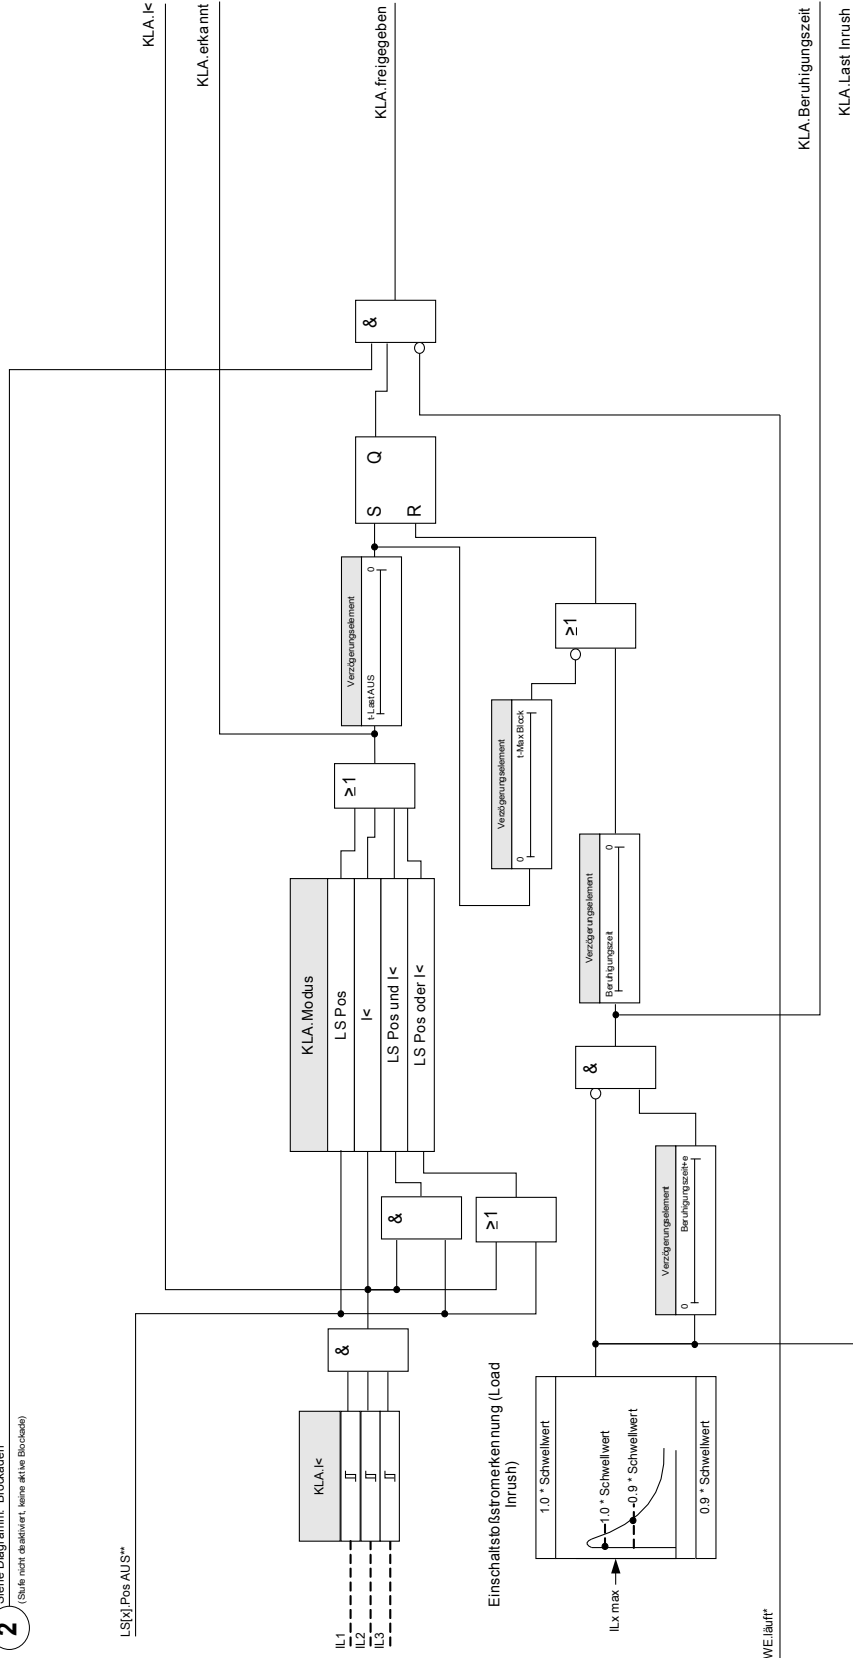 2
Siehe Diagramm: Blockaden
(Stufe nicht deaktiviert, keine aktive Blockade)
LS[x].Pos AUS**
IL1
IL2
IL3
KLA.I<
&
KLA.Modus
LS Pos
I<
LS Pos und I<
LS Pos oder I<
&
≥1
≥1
Verzögerungselement
t-Last AUS
0
S
Q
R
&
KLA.I<
KLA.erkannt
KLA.freigegeben
Verzögerungselement
0
t-Max Block
≥1
Einschaltstoßstromerkennung (Load
Inrush)
ILx max
1.0 * Schwellwert
1.0 * Schwellwert
0.9 * Schwellwert
0.9 * Schwellwert
Verzögerungselement
0
Beruhigungszeit+e
&
Verzögerungselement
Beruhigungszeit
0
KLA.Beruhigungszeit
KLA.Last Inrush
WE.läuft*